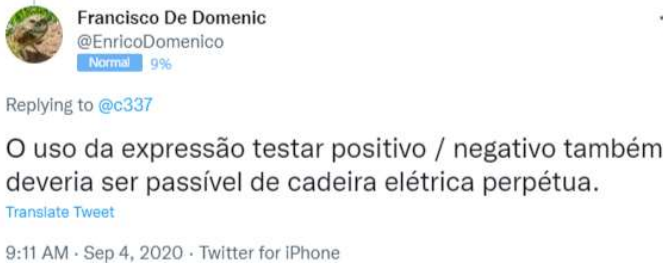 Francisco De Domenic
@EnricoDomenico
Normal 9%
Replying to @c337
O uso da expressão testar positivo / negativo também
deveria ser passível de cadeira elétrica perpétua.
Translate Tweet
9:11 AM · Sep 4, 2020 · Twitter for iPhone